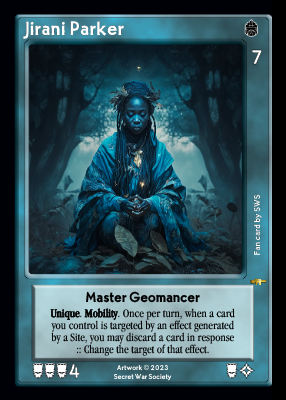 Jirani Parker
7
Fan card by SWS
Master Geomancer
Unique. Mobility. Once per turn, when a card
you control is targeted by an effect generated
by a Site, you may discard a card in response
:: Change the target of that effect.
4
Artwork © 2023
Secret War Society